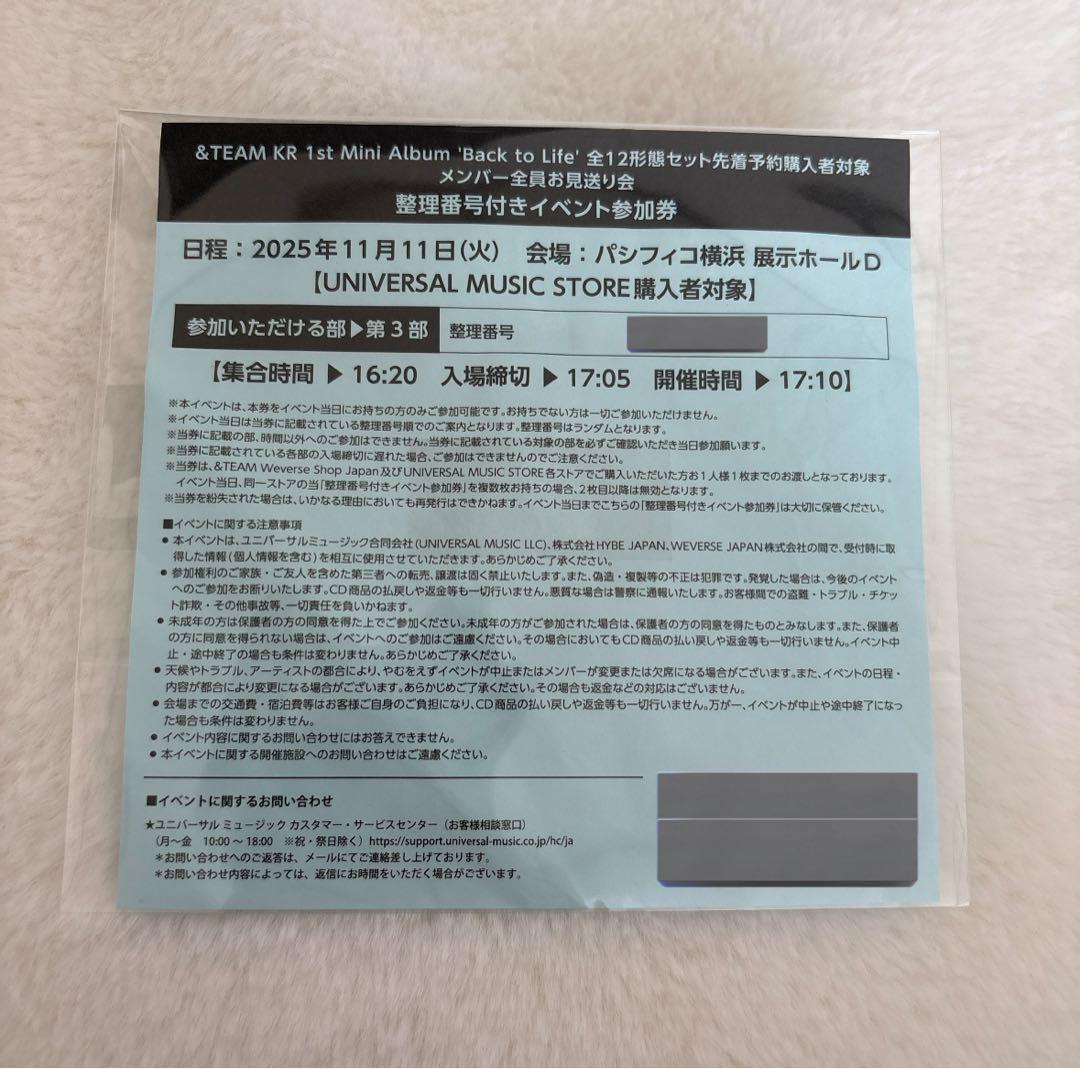 &TEAM KR 1st Mini Album 'Back to Life' 全12形態セット先着予約購入者対象
メンバー全員お見送り会
整理番号付きイベント参加券
日程：2025年11月11日(火)　会場：パシフィコ横浜 展示ホールD
【UNIVERSAL MUSIC STORE購入者対象】
参加いただける部▶第3部　整理番号
【集合時間 ▶ 16:20　入場締切 ▶ 17:05　開催時間 ▶ 17:10】
※本イベントは、本券をイベント当日にお持ちの方のみご参加可能です。お持ちでない方は一切ご参加いただけません。
※イベント当日は当券に記載されている整理番号順でのご案内となります。整理番号はランダムとなります。
※当券に記載の部、時間以外へのご参加はできません。当券に記載されている対象の部を必ずご確認いただき当日参加願います。
※当券に記載されている各部の入場締切に遅れた場合、ご参加はできませんのでご注意ください。
※当券は、&TEAM Weverse Shop Japan及びUNIVERSAL MUSIC STORE各ストアでご購入いただいた方お1人様1枚までのお渡しとなっております。
イベント当日、同一ストアの当「整理番号付きイベント参加券」を複数枚お持ちの場合、2枚目以降は無効となります。
※当券を紛失された場合は、いかなる理由においても再発行はできかねます。イベント当日までこちらの「整理番号付きイベント参加券」は大切に保管ください。
■イベントに関する注意事項
● 本イベントは、ユニバーサルミュージック合同会社(UNIVERSAL MUSIC LLC)、株式会社HYBE JAPAN、WEVERSE JAPAN株式会社の間で、受付時に取
得した情報(個人情報を含む)を相互に使用させていただきます。あらかじめご了承ください。
● 参加権利のご家族・ご友人を含めた第三者への転売、譲渡は固く禁止いたします。また、偽造・複製等の不正は犯罪です。発覚した場合は、今後のイベント
へのご参加をお断りいたします。CD商品の払戻しや返金等も一切行いません。悪質な場合は警察に通報いたします。お客様間での盗難・トラブル・チケッ
ト詐欺・その他事故等、一切責任を負いかねます。
● 未成年の方は保護者の方の同意を得た上でご参加ください。未成年の方がご参加された場合は、保護者の方の同意を得たものとみなします。また、保護者
の方に同意を得られない場合は、イベントへのご参加はご遠慮ください。その場合においてもCD商品の払い戻しや返金等も一切行いません。イベント中
止・途中終了の場合も条件は変わりません。あらかじめご了承ください。
● 天候やトラブル、アーティストの都合により、やむをえずイベントが中止またはメンバーが変更または欠席になる場合がございます。また、イベントの日程・
内容が都合により変更になる場合がございます。あらかじめご了承ください。その場合も返金などの対応はございません。
● 会場までの交通費・宿泊費等はお客様ご自身のご負担になり、CD商品の払い戻しや返金等も一切行いません。万が一、イベントが中止や途中終了になっ
た場合も条件は変わりません。
● イベント内容に関するお問い合わせにはお答えできません。
● 本イベントに関する開催施設へのお問い合わせはご遠慮ください。
■イベントに関するお問い合わせ
★ユニバーサル ミュージック カスタマー・サービスセンター（お客様相談窓口）
（月〜金　10:00 〜 18:00　※祝・祭日除く）https://support.universal-music.co.jp/hc/ja
＊お問い合わせへのご返答は、メールにてご連絡差し上げております。
＊お問い合わせ内容によっては、返信にお時間をいただく場合がございます。